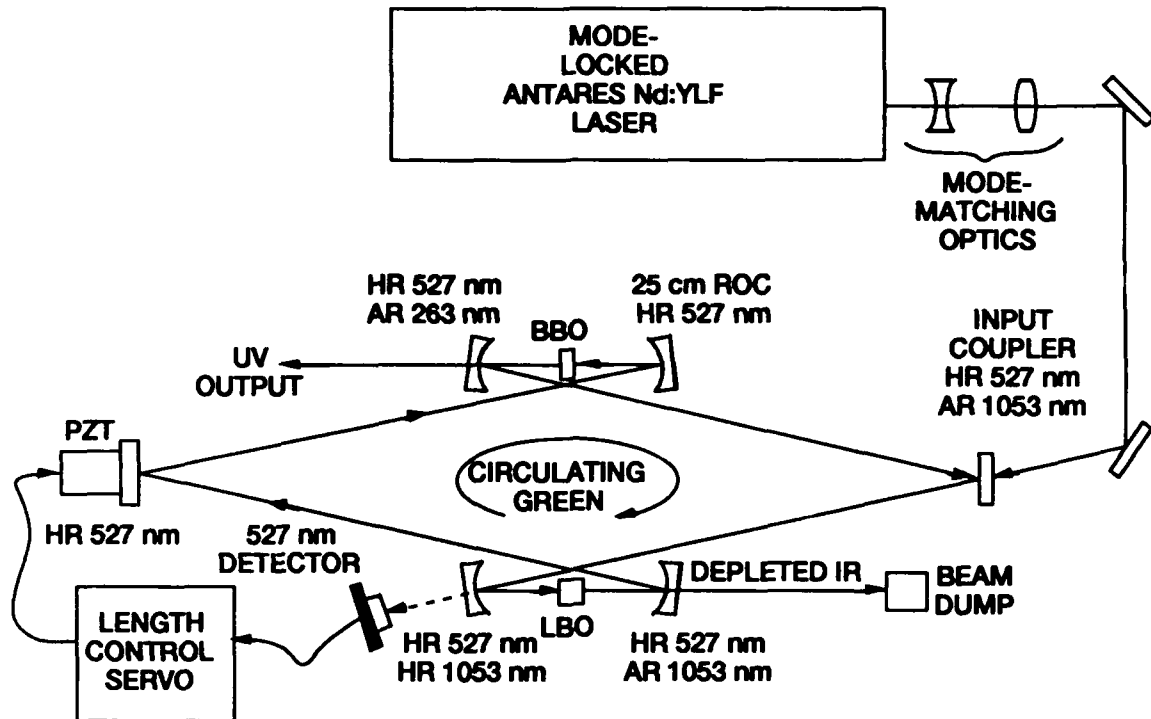 MODE-
LOCKED
ANTARES Nd:YLF
LASER
MODE-
MATCHING
OPTICS
HR 527 nm
AR 263 nm
BBO
25 cm ROC
HR 527 nm
INPUT
COUPLER
HR 527 nm
AR 1053 nm
UV
OUTPUT
PZT
CIRCULATING
GREEN
HR 527 nm
527 nm
DETECTOR
DEPLETED IR
BEAM
DUMP
LBO
LENGTH
CONTROL
SERVO
HR 527 nm
HR 1053 nm
HR 527 nm
AR 1053 nm